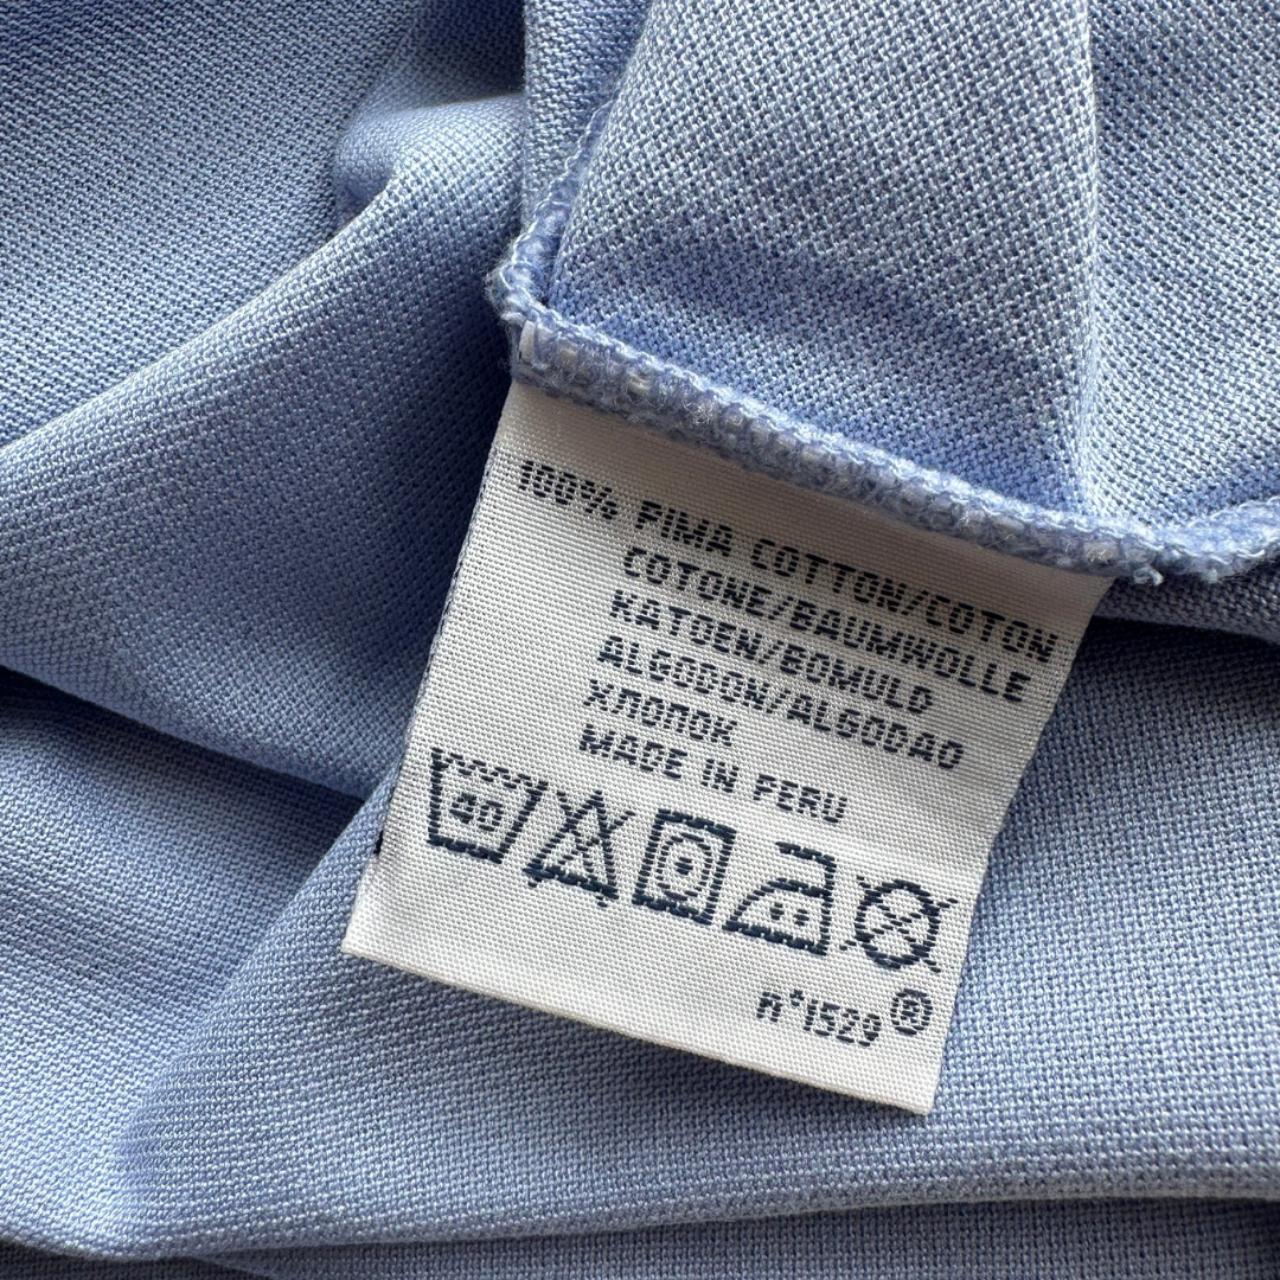 100% PIMA COTTON/COTON
COTONE/BAUMWOLLE
KATOEN/BOMULD
ALGODON/ALGODAO
ХЛОПОК
MADE IN PERU
40
n°1529®